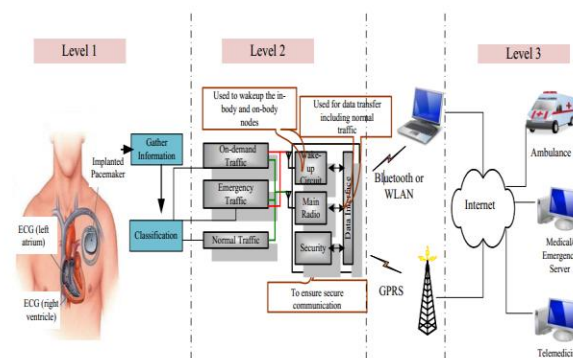 Level 1
Level 2
Level 3
Used to wakeup the in-
body and on-body
nodes
Used for data transfer
including normal
traffic
Gather
Information
Implanted
Pacemaker
Classification
ECG (left
atrium)
ECG (right
ventricle)
On-demand
Traffic
Emergency
Traffic
Normal Traffic
Wake-
up
Circuit
Main
Radio
Security
Data Interface
To ensure secure
communication
Bluetooth or
WLAN
GPRS
Internet
Ambulance
Medical/
Emergency
Server
Telemedicin